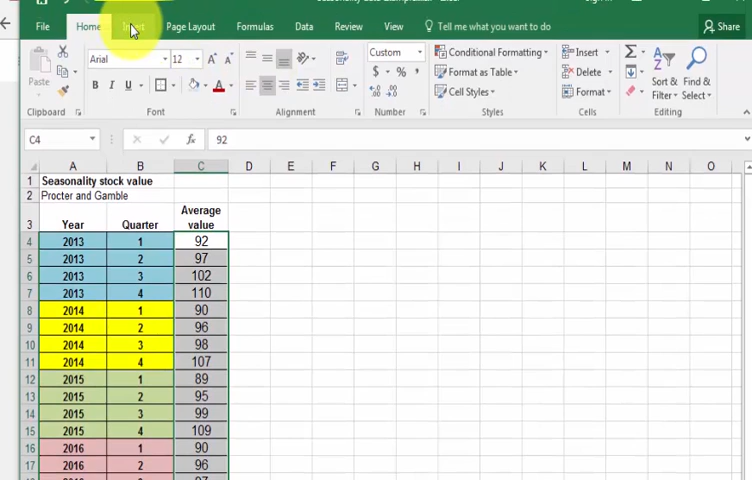 File Home Insert Page Layout Formulas Data Review View Tell me what you want to do Share
Arial 12 Custom Conditional Formatting Insert
Paste B I U $ % , Format as Table Delete Sort & Find &
Cell Styles Format Filter Select
Clipboard Font Alignment Number Styles Cells Editing
C4 fx 92
A B C D E F G H I J K L M N O
1 Seasonality stock value
2 Procter and Gamble
Average
3 Year Quarter value
4 2013 1 92
5 2013 2 97
6 2013 3 102
7 2013 4 110
8 2014 1 90
9 2014 2 96
10 2014 3 98
11 2014 4 107
12 2015 1 89
13 2015 2 95
14 2015 3 99
15 2015 4 109
16 2016 1 90
17 2016 2 96